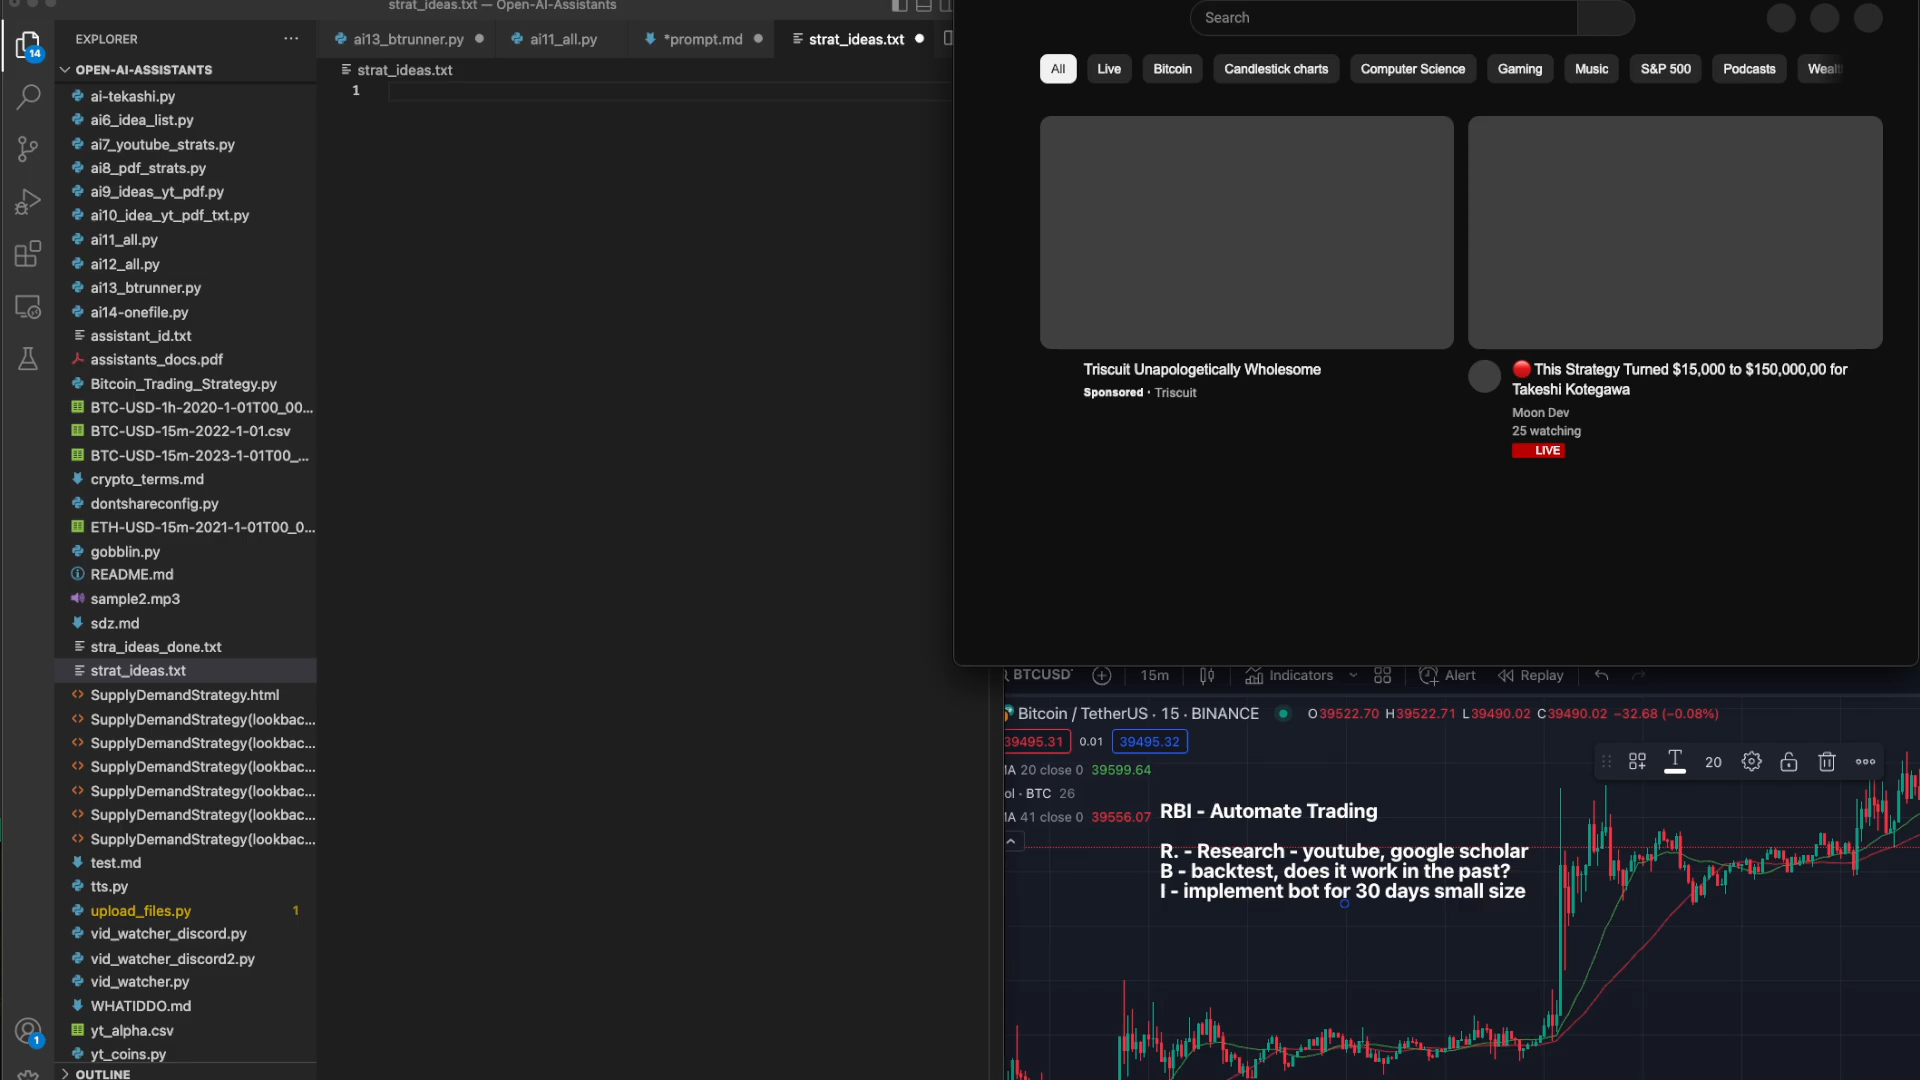 strat_ideas.txt — Open-AI-Assistants
14
EXPLORER
OPEN-AI-ASSISTANTS
ai-tekashi.py
ai6_idea_list.py
ai7_youtube_strats.py
ai8_pdf_strats.py
ai9_ideas_yt_pdf.py
ai10_idea_yt_pdf_txt.py
ai11_all.py
ai12_all.py
ai13_btrunner.py
ai14-onefile.py
assistant_id.txt
assistants_docs.pdf
Bitcoin_Trading_Strategy.py
BTC-USD-1h-2020-1-01T00_00...
BTC-USD-15m-2022-1-01.csv
BTC-USD-15m-2023-1-01T00_...
crypto_terms.md
dontshareconfig.py
ETH-USD-15m-2021-1-01T00_0...
gobblin.py
README.md
sample2.mp3
sdz.md
stra_ideas_done.txt
strat_ideas.txt
SupplyDemandStrategy.html
SupplyDemandStrategy(lookbac...
SupplyDemandStrategy(lookbac...
SupplyDemandStrategy(lookbac...
SupplyDemandStrategy(lookbac...
SupplyDemandStrategy(lookbac...
SupplyDemandStrategy(lookbac...
test.md
tts.py
upload_files.py 1
vid_watcher_discord.py
vid_watcher_discord2.py
vid_watcher.py
WHATIDDO.md
yt_alpha.csv
yt_coins.py
OUTLINE
1
ai13_btrunner.py ai11_all.py *prompt.md strat_ideas.txt
strat_ideas.txt
1
Search
All Live Bitcoin Candlestick charts Computer Science Gaming Music S&P 500 Podcasts
Triscuit Unapologetically Wholesome
Sponsored · Triscuit
This Strategy Turned $15,000 to $150,000,00 for
Takeshi Kotegawa
Moon Dev
25 watching
LIVE
BTCUSD 15m Indicators Alert Replay
Bitcoin / TetherUS · 15 · BINANCE O39522.70 H39522.71 L39490.02 C39490.02 −32.68 (−0.08%)
39495.31 0.01 39495.32
20
20 close 0 39599.64
BTC 26
41 close 0 39556.07
RBI - Automate Trading
R. - Research - youtube, google scholar
B - backtest, does it work in the past?
I - implement bot for 30 days small size